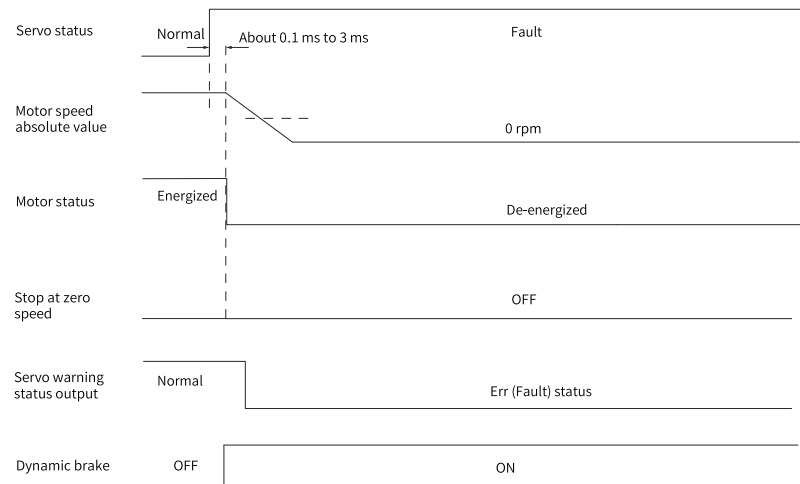 Servo status
Normal
About 0.1 ms to 3 ms
Fault
Motor speed
absolute value
0 rpm
Motor status
Energized
De-energized
Stop at zero
speed
OFF
Servo warning
status output
Normal
Err (Fault) status
Dynamic brake
OFF
ON